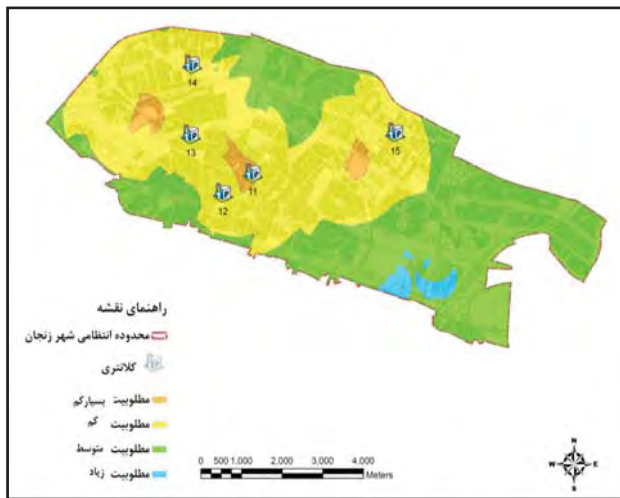 14
13
15
11
12
راهنمای نقشه
محدوده انتظامی شهر زنجان
کلانتری
مطلوبیت بسیارکم
مطلوبیت کم
مطلوبیت متوسط
مطلوبیت زیاد
0 500 1.000 2.000 3.000 4.000
Meters
N
W E
S